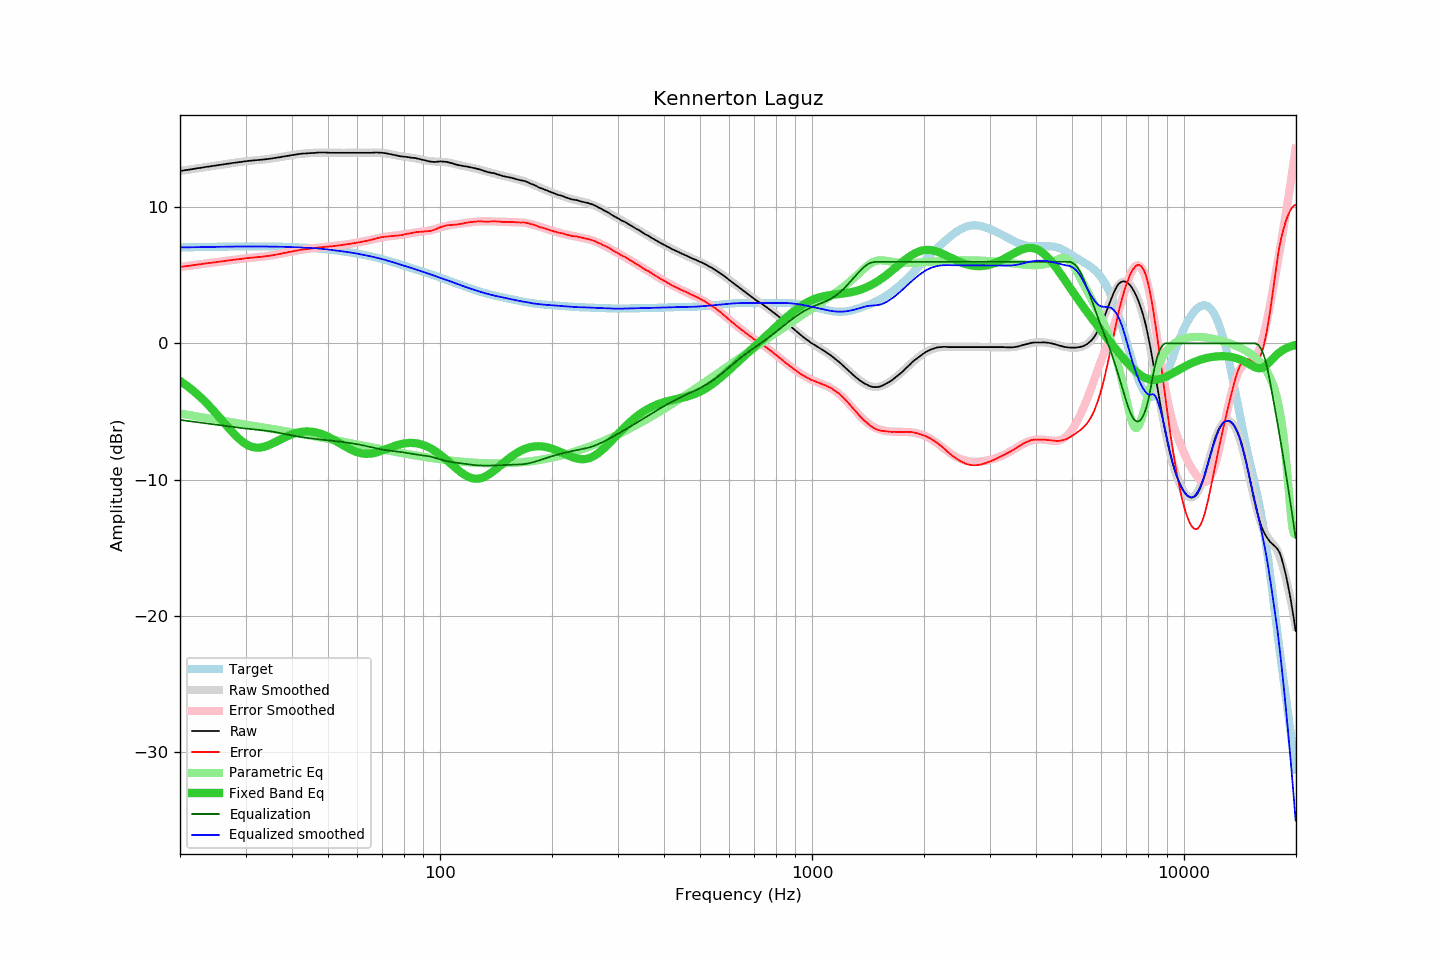 Kennerton Laguz
10
0
−10
−20
−30
Amplitude (dBr)
Target
Raw Smoothed
Error Smoothed
Raw
Error
Parametric Eq
Fixed Band Eq
Equalization
Equalized smoothed
100
1000
10000
Frequency (Hz)